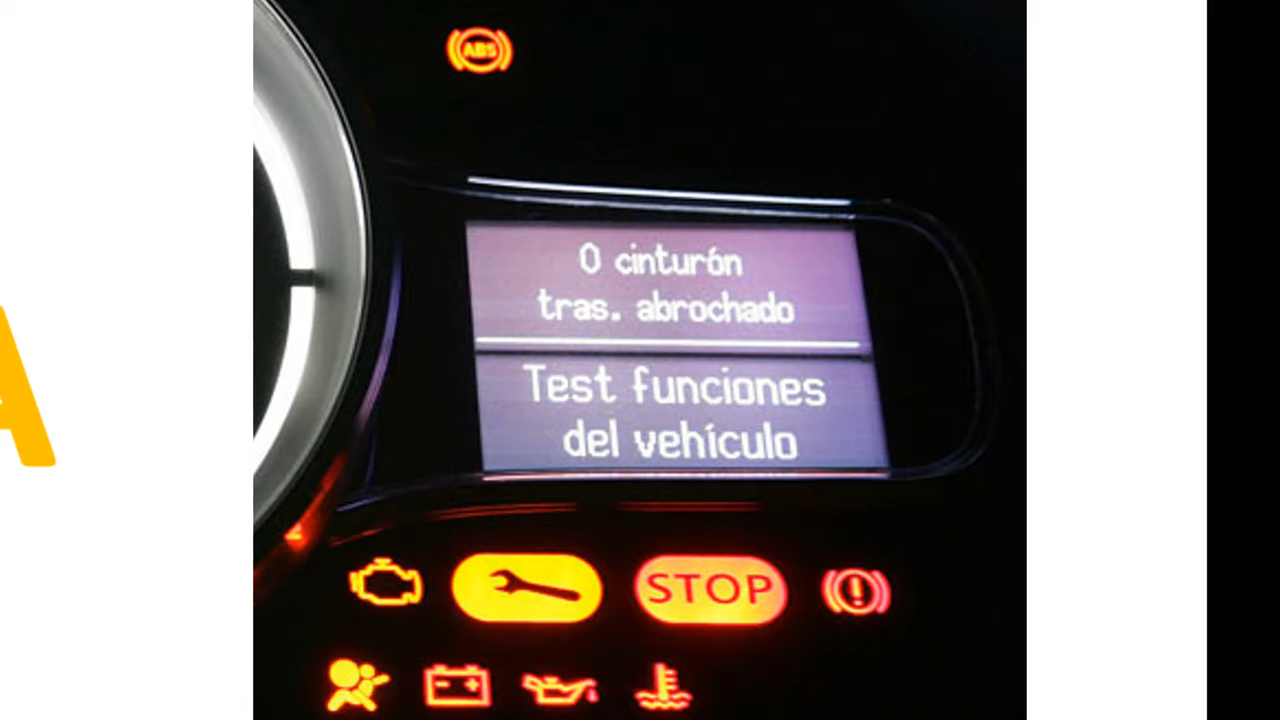 ABS
0 cinturón
tras. abrochado
Test funciones
del vehículo
STOP
A